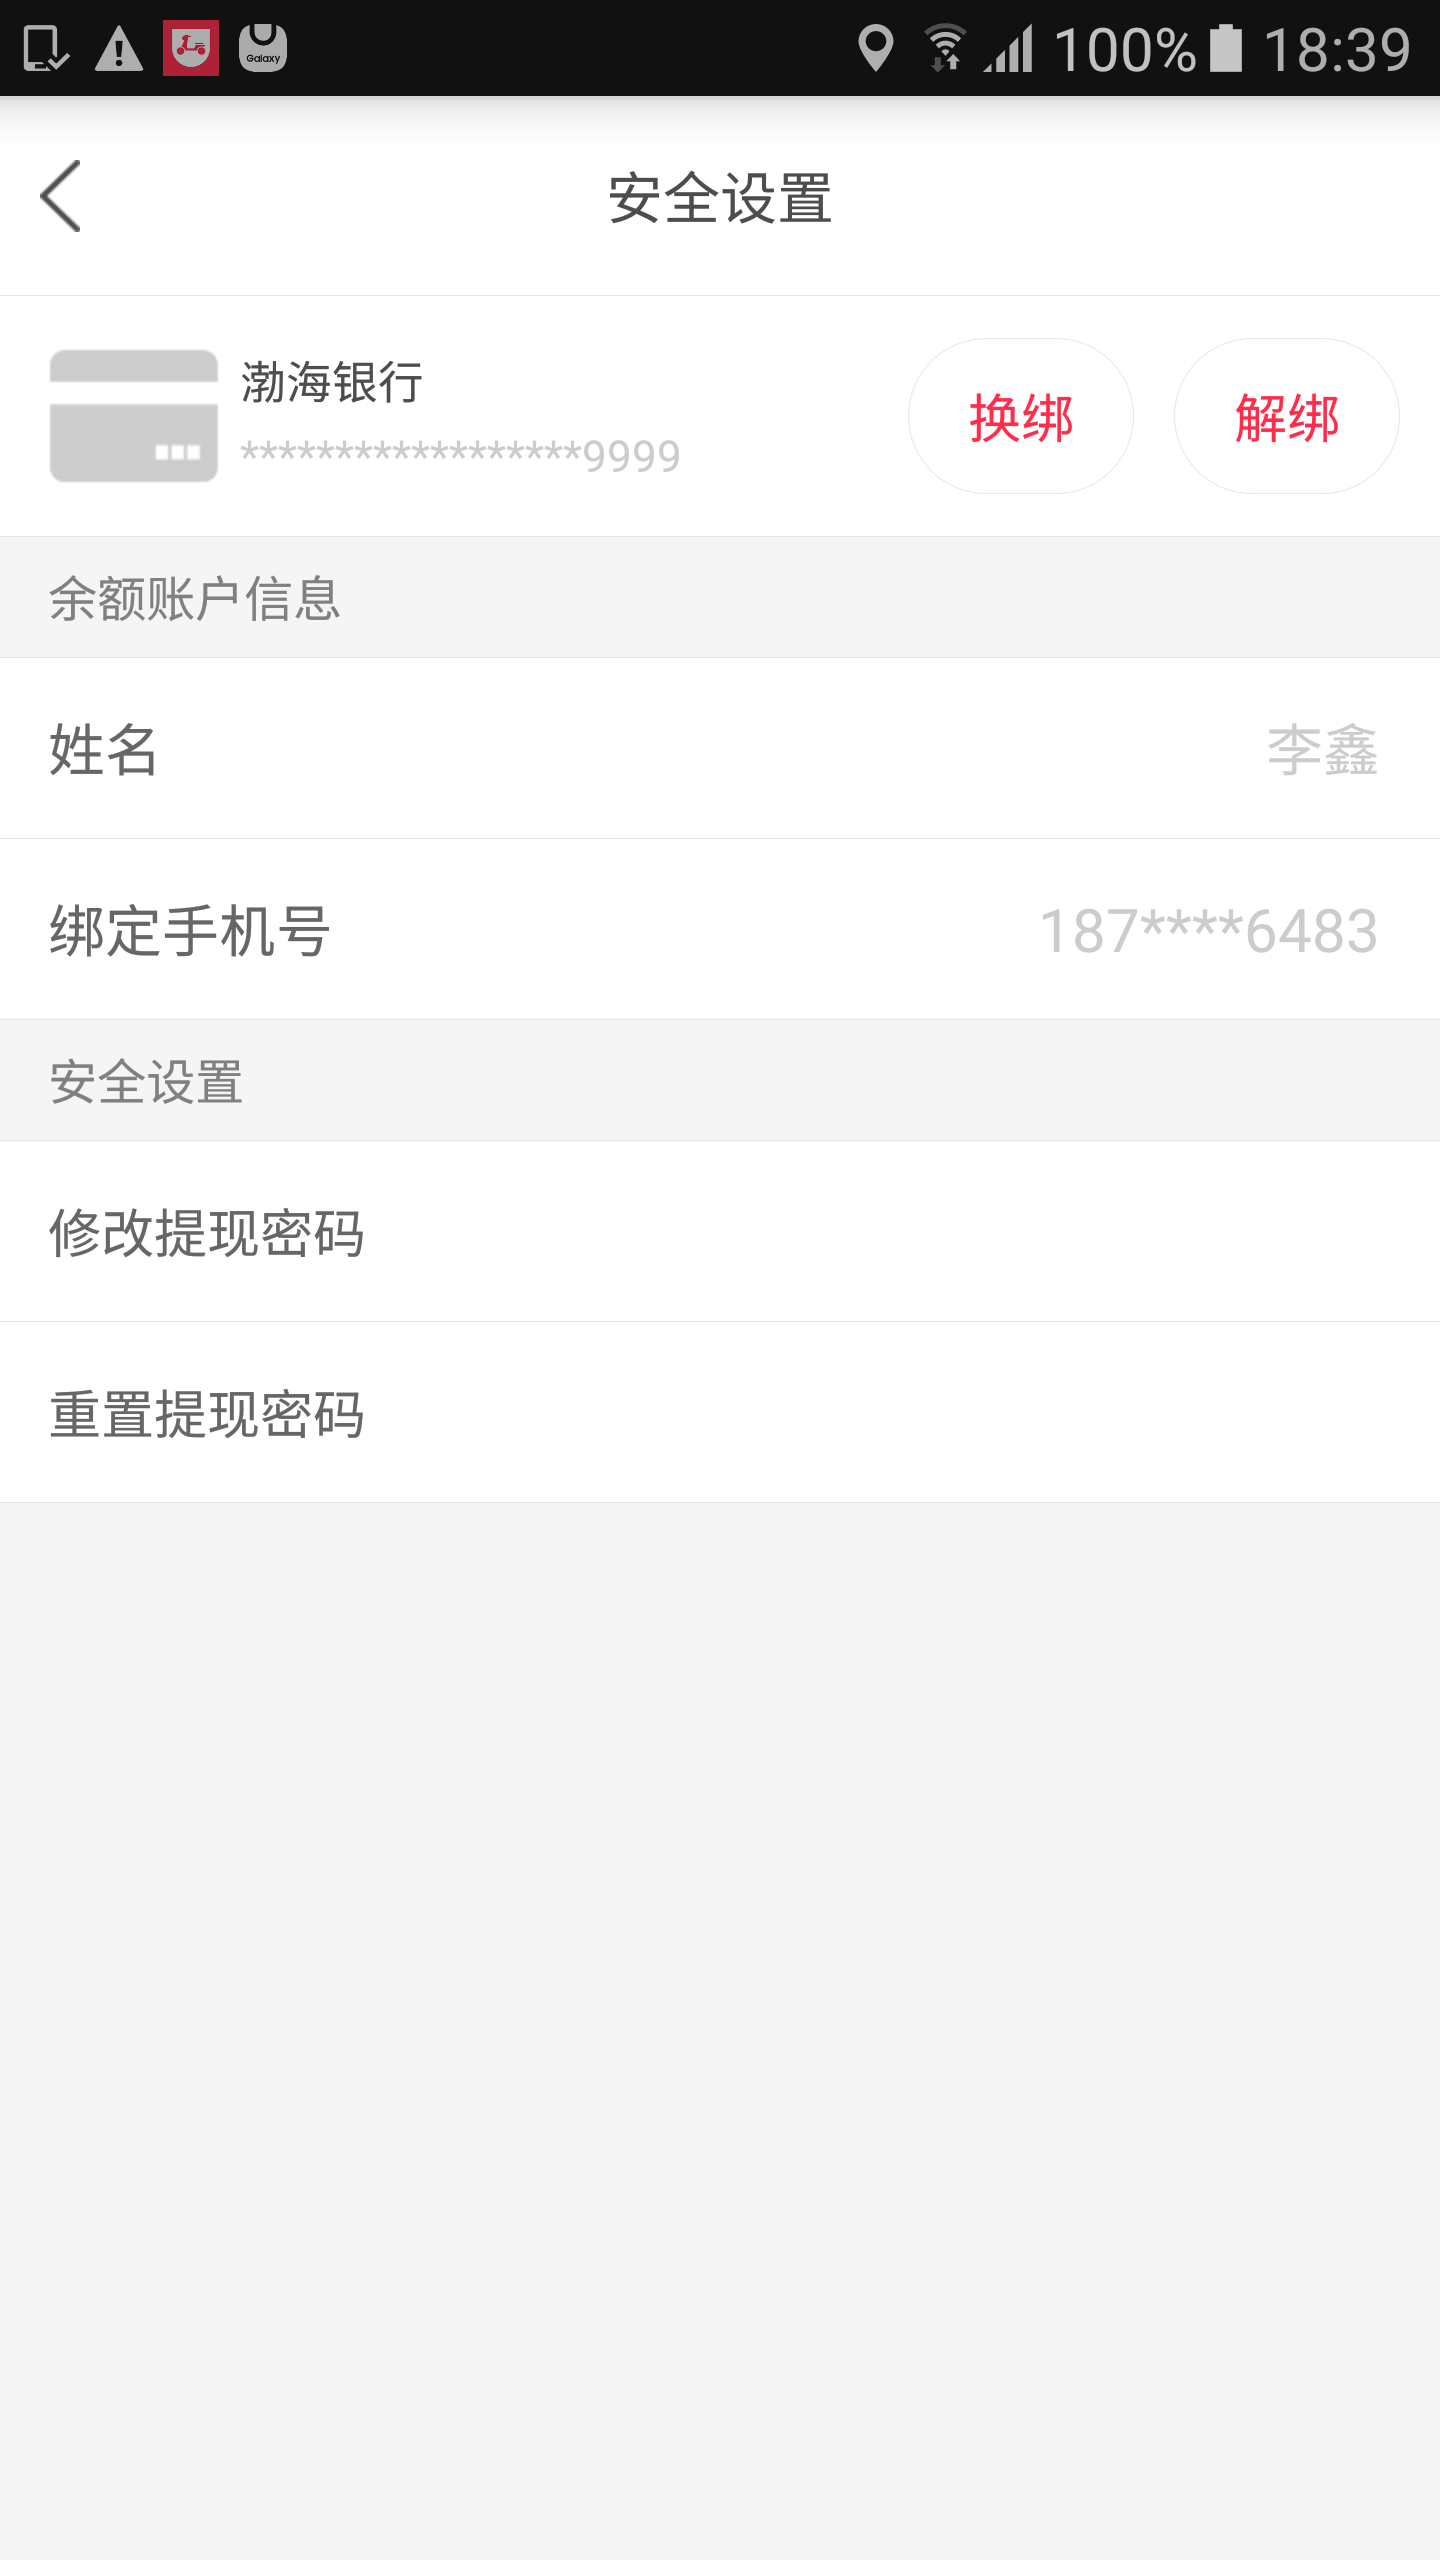 Galaxy
100%
18:39
安全设置
渤海银行
******************9999
换绑
解绑
余额账户信息
姓名
李鑫
绑定手机号
187****6483
安全设置
修改提现密码
重置提现密码